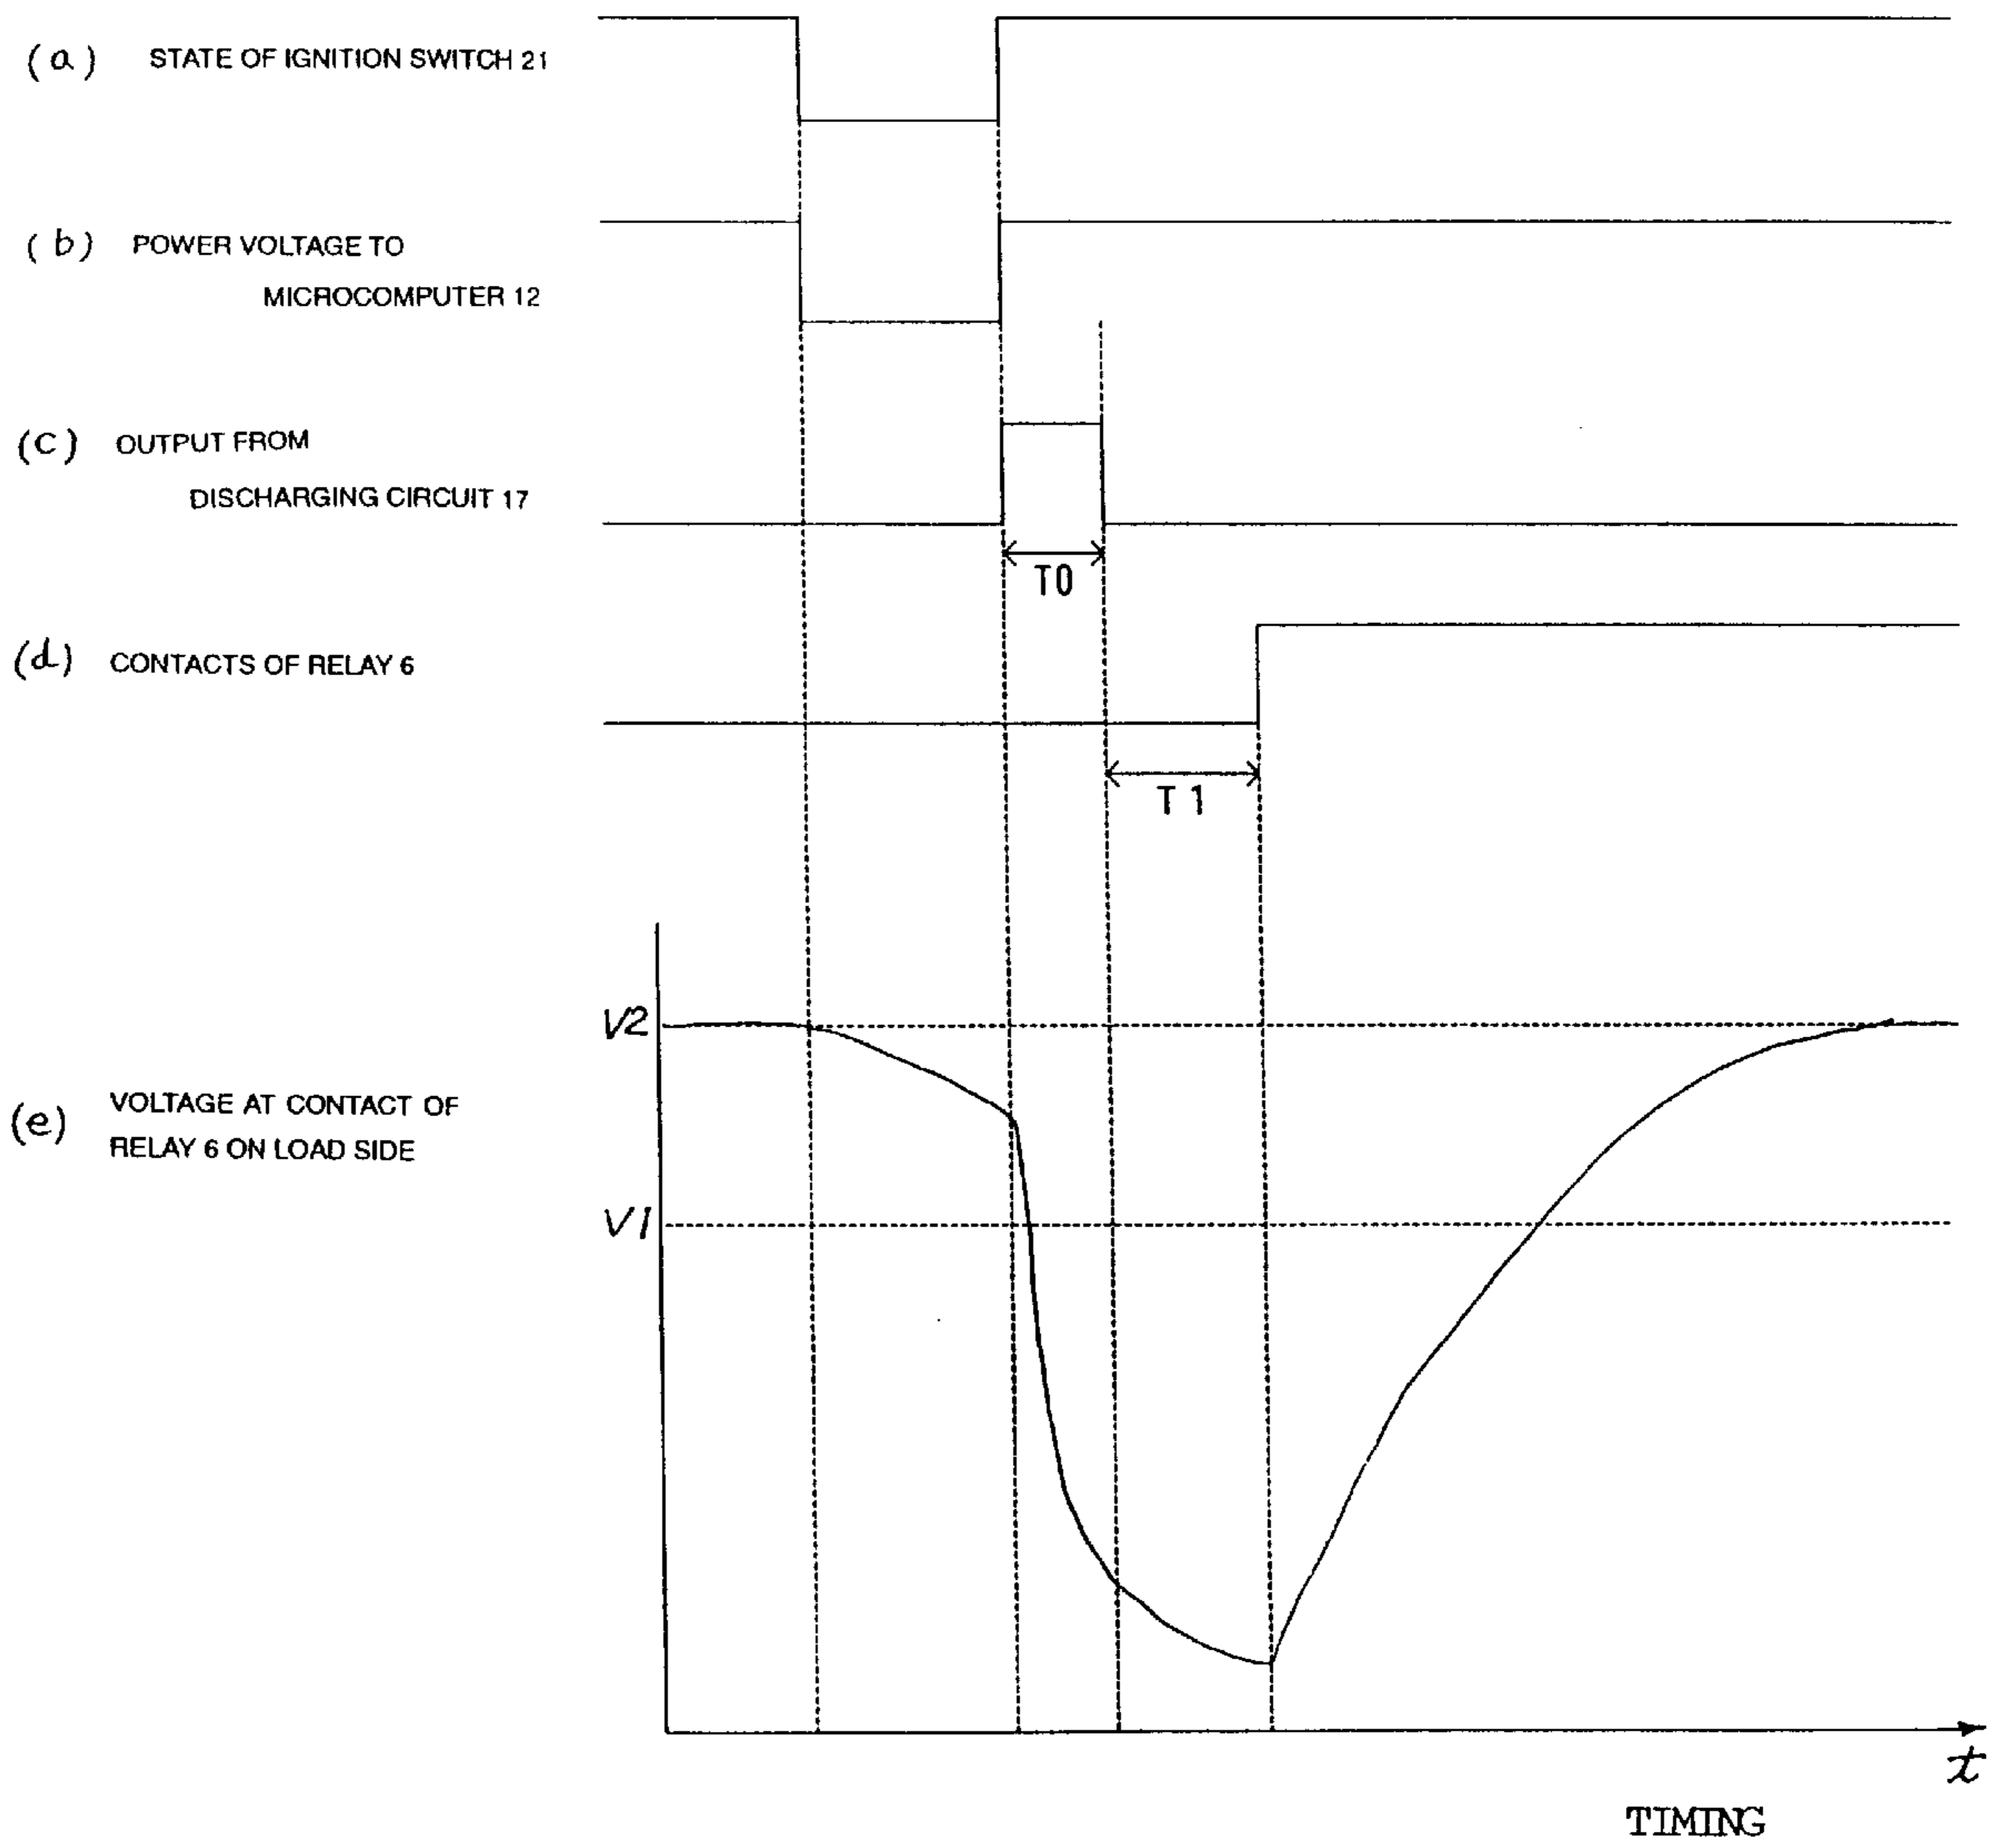 (a) STATE OF IGNITION SWITCH 21
(b) POWER VOLTAGE TO
MICROCOMPUTER 12
(c) OUTPUT FROM
DISCHARGING CIRCUIT 17
T0
(d) CONTACTS OF RELAY 6
T1
V2
(e) VOLTAGE AT CONTACT OF
RELAY 6 ON LOAD SIDE
V1
t
TIMING